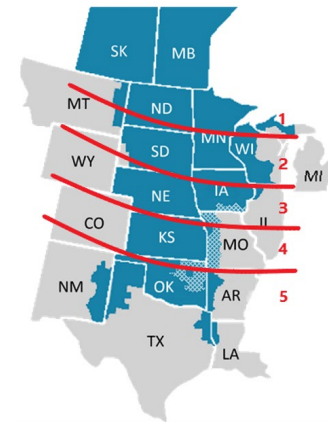 SK MB
MT ND 1
MN WI
WY SD 2 MI
IA
NE 3
IL
CO KS MO 4
NM OK AR 5
TX LA